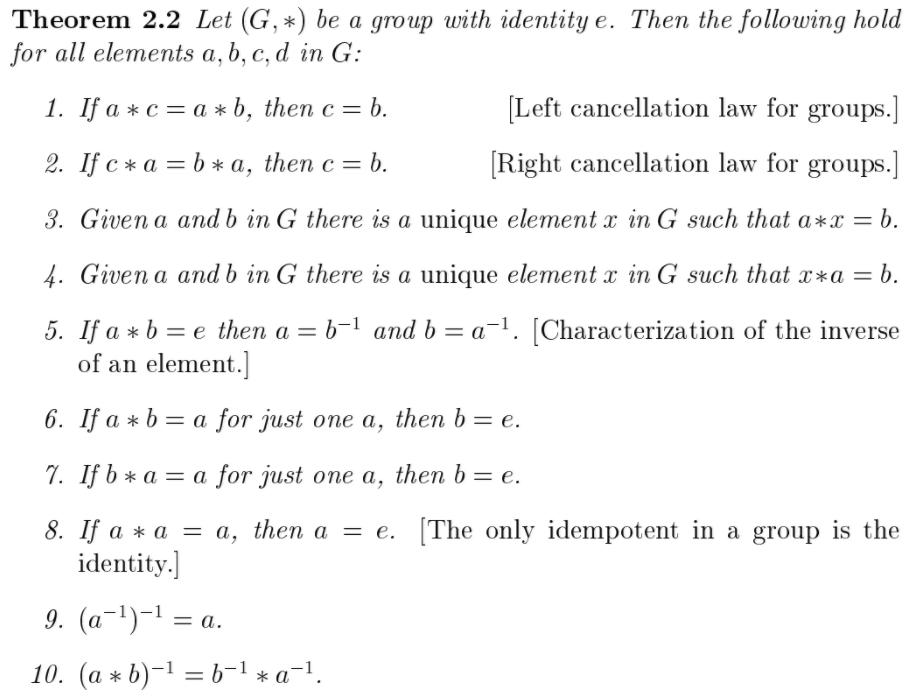 Theorem 2.2 Let (G, ∗) be a group with identity e. Then the following hold
for all elements a, b, c, d in G:
1. If a ∗ c = a ∗ b, then c = b. [Left cancellation law for groups.]
2. If c ∗ a = b ∗ a, then c = b. [Right cancellation law for groups.]
3. Given a and b in G there is a unique element x in G such that a∗x = b.
4. Given a and b in G there is a unique element x in G such that x∗a = b.
5. If a ∗ b = e then a = b⁻¹ and b = a⁻¹. [Characterization of the inverse
of an element.]
6. If a ∗ b = a for just one a, then b = e.
7. If b ∗ a = a for just one a, then b = e.
8. If a ∗ a = a, then a = e. [The only idempotent in a group is the
identity.]
9. (a⁻¹)⁻¹ = a.
10. (a ∗ b)⁻¹ = b⁻¹ ∗ a⁻¹.